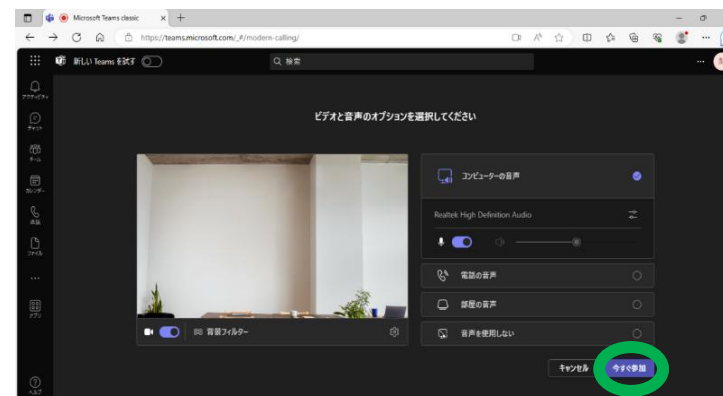 Microsoft Teams classic
https://teams.microsoft.com/_#/modern-calling/
新しい Teams を試す
検索
アクティビティ
チャット
チーム
カレンダー
通話
ファイル
アプリ
ヘルプ
ビデオと音声のオプションを選択してください
コンピューターの音声
Realtek High Definition Audio
電話の音声
部屋の音声
音声を使用しない
背景フィルター
キャンセル 今すぐ参加